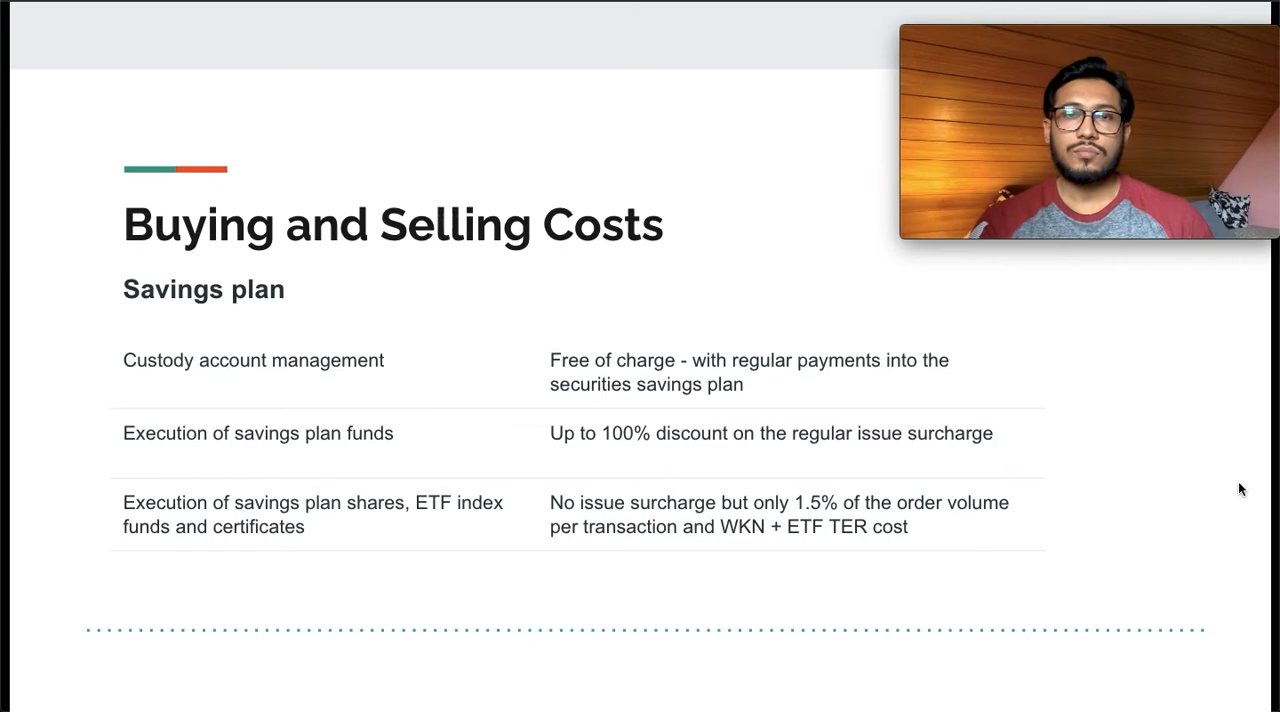 Buying and Selling Costs
Savings plan
Custody account management
Free of charge - with regular payments into the
securities savings plan
Execution of savings plan funds
Up to 100% discount on the regular issue surcharge
Execution of savings plan shares, ETF index
funds and certificates
No issue surcharge but only 1.5% of the order volume
per transaction and WKN + ETF TER cost